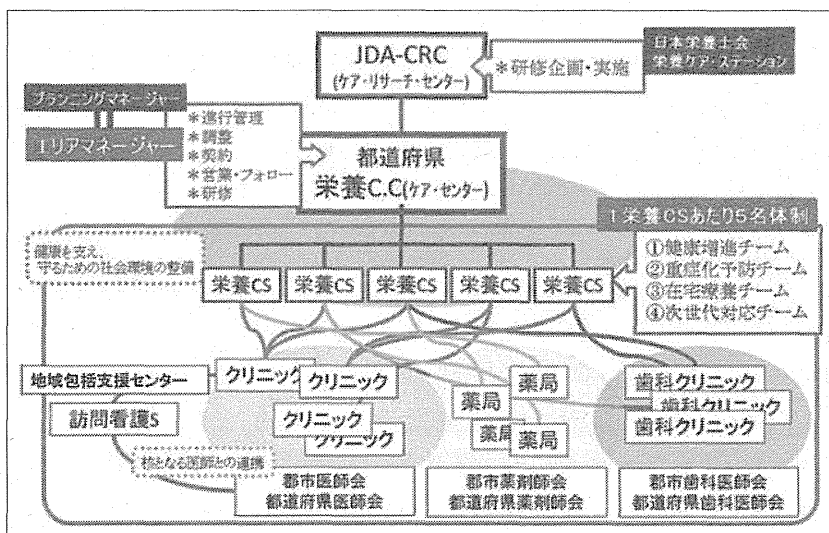 JDA-CRC
(ケア・リサーチ・センター)
＊研修企画・実施
日本栄養士会
栄養ケア・ステーション
プランニングマネージャー
エリアマネージャー
＊進行管理
＊調整
＊契約
＊営業・フォロー
＊研修
都道府県
栄養C.C(ケア・センター)
1栄養CSあたり5名体制
①健康増進チーム
②重症化予防チーム
③在宅療養チーム
④次世代対応チーム
健康を支え、
守るための社会環境の整備
栄養CS
栄養CS
栄養CS
栄養CS
栄養CS
地域包括支援センター
訪問看護S
クリニック
クリニック
クリニック
クリニック
薬局
薬局
薬局
薬局
歯科クリニック
歯科クリニック
歯科クリニック
核となる医師との連携
郡市医師会
都道府県医師会
郡市薬剤師会
都道府県薬剤師会
郡市歯科医師会
都道府県歯科医師会